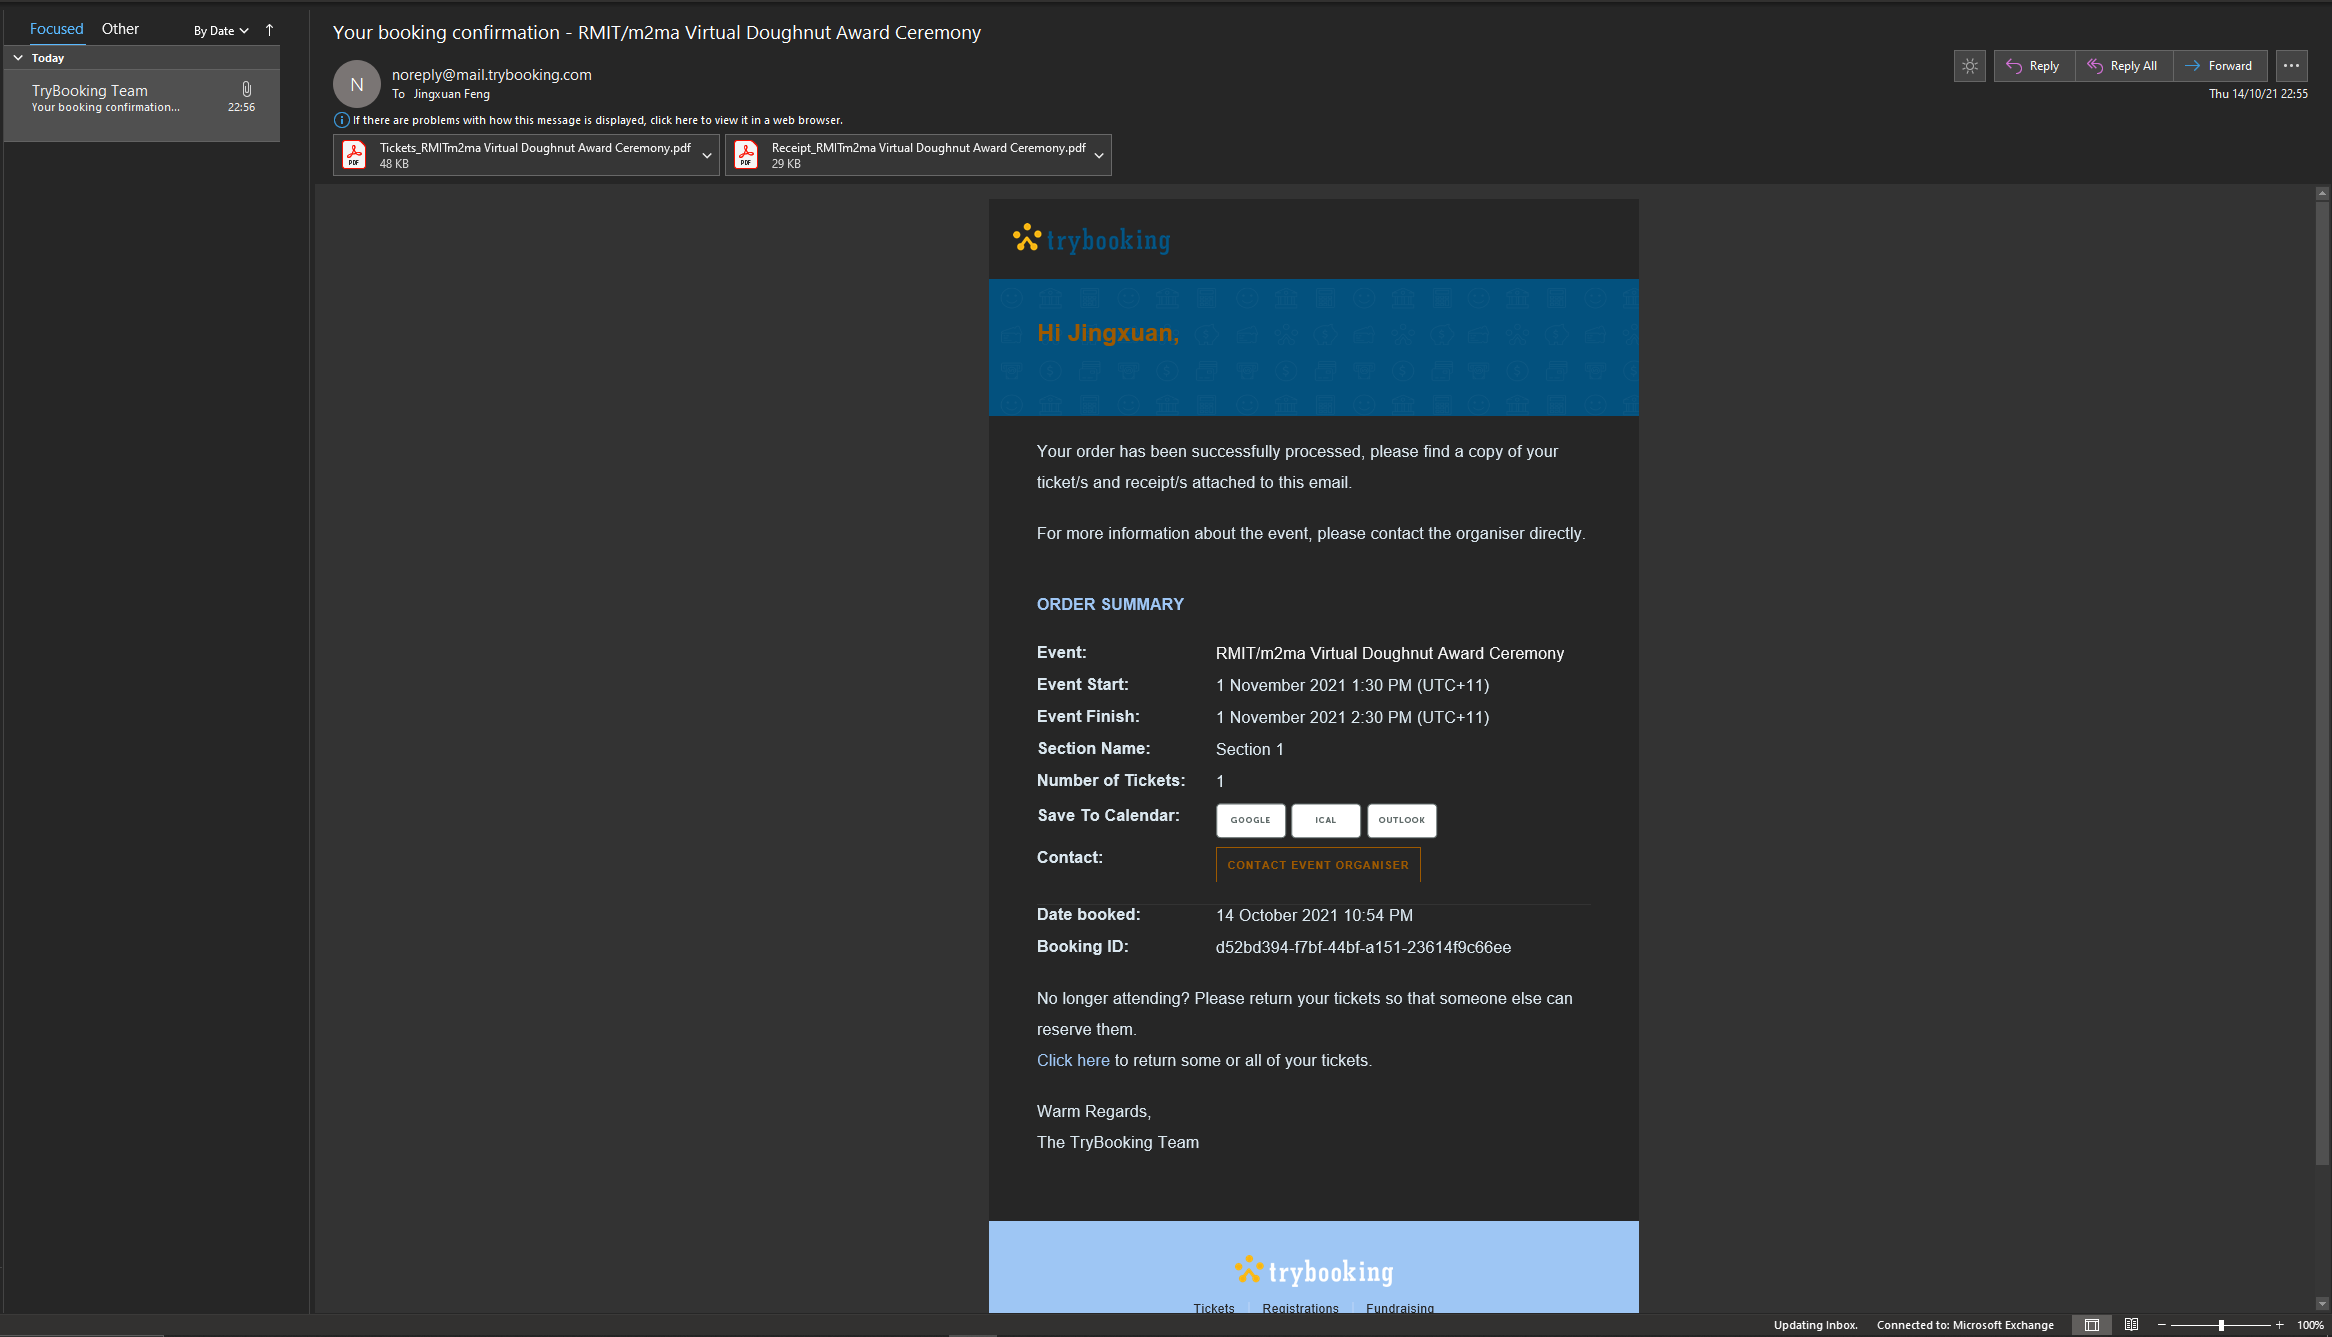 Focused Other By Date
Today
TryBooking Team
Your booking confirmation... 22:56
Your booking confirmation - RMIT/m2ma Virtual Doughnut Award Ceremony
N
noreply@mail.trybooking.com
To Jingxuan Feng
Reply Reply All Forward
Thu 14/10/21 22:55
If there are problems with how this message is displayed, click here to view it in a web browser.
PDF
Tickets_RMITm2ma Virtual Doughnut Award Ceremony.pdf
48 KB
PDF
Receipt_RMITm2ma Virtual Doughnut Award Ceremony.pdf
29 KB
trybooking
Hi Jingxuan,
Your order has been successfully processed, please find a copy of your
ticket/s and receipt/s attached to this email.
For more information about the event, please contact the organiser directly.
ORDER SUMMARY
Event: RMIT/m2ma Virtual Doughnut Award Ceremony
Event Start: 1 November 2021 1:30 PM (UTC+11)
Event Finish: 1 November 2021 2:30 PM (UTC+11)
Section Name: Section 1
Number of Tickets: 1
Save To Calendar: GOOGLE ICAL OUTLOOK
Contact: CONTACT EVENT ORGANISER
Date booked: 14 October 2021 10:54 PM
Booking ID: d52bd394-f7bf-44bf-a151-23614f9c66ee
No longer attending? Please return your tickets so that someone else can
reserve them.
Click here to return some or all of your tickets.
Warm Regards,
The TryBooking Team
trybooking
Tickets Registrations Fundraising
Updating Inbox. Connected to: Microsoft Exchange 100%